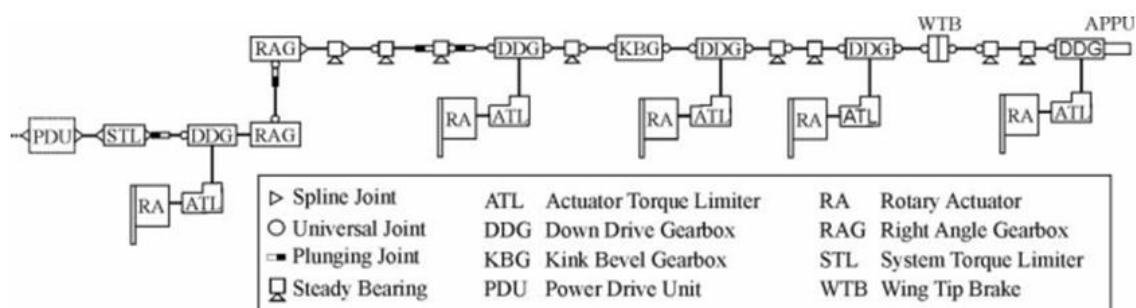 WTB APPU
RAG DDG KBG DDG DDG DDG
RA ATL RA ATL RA ATL RA ATL
PDU STL DDG RAG
RA ATL
Spline Joint ATL Actuator Torque Limiter RA Rotary Actuator
Universal Joint DDG Down Drive Gearbox RAG Right Angle Gearbox
Plunging Joint KBG Kink Bevel Gearbox STL System Torque Limiter
Steady Bearing PDU Power Drive Unit WTB Wing Tip Brake